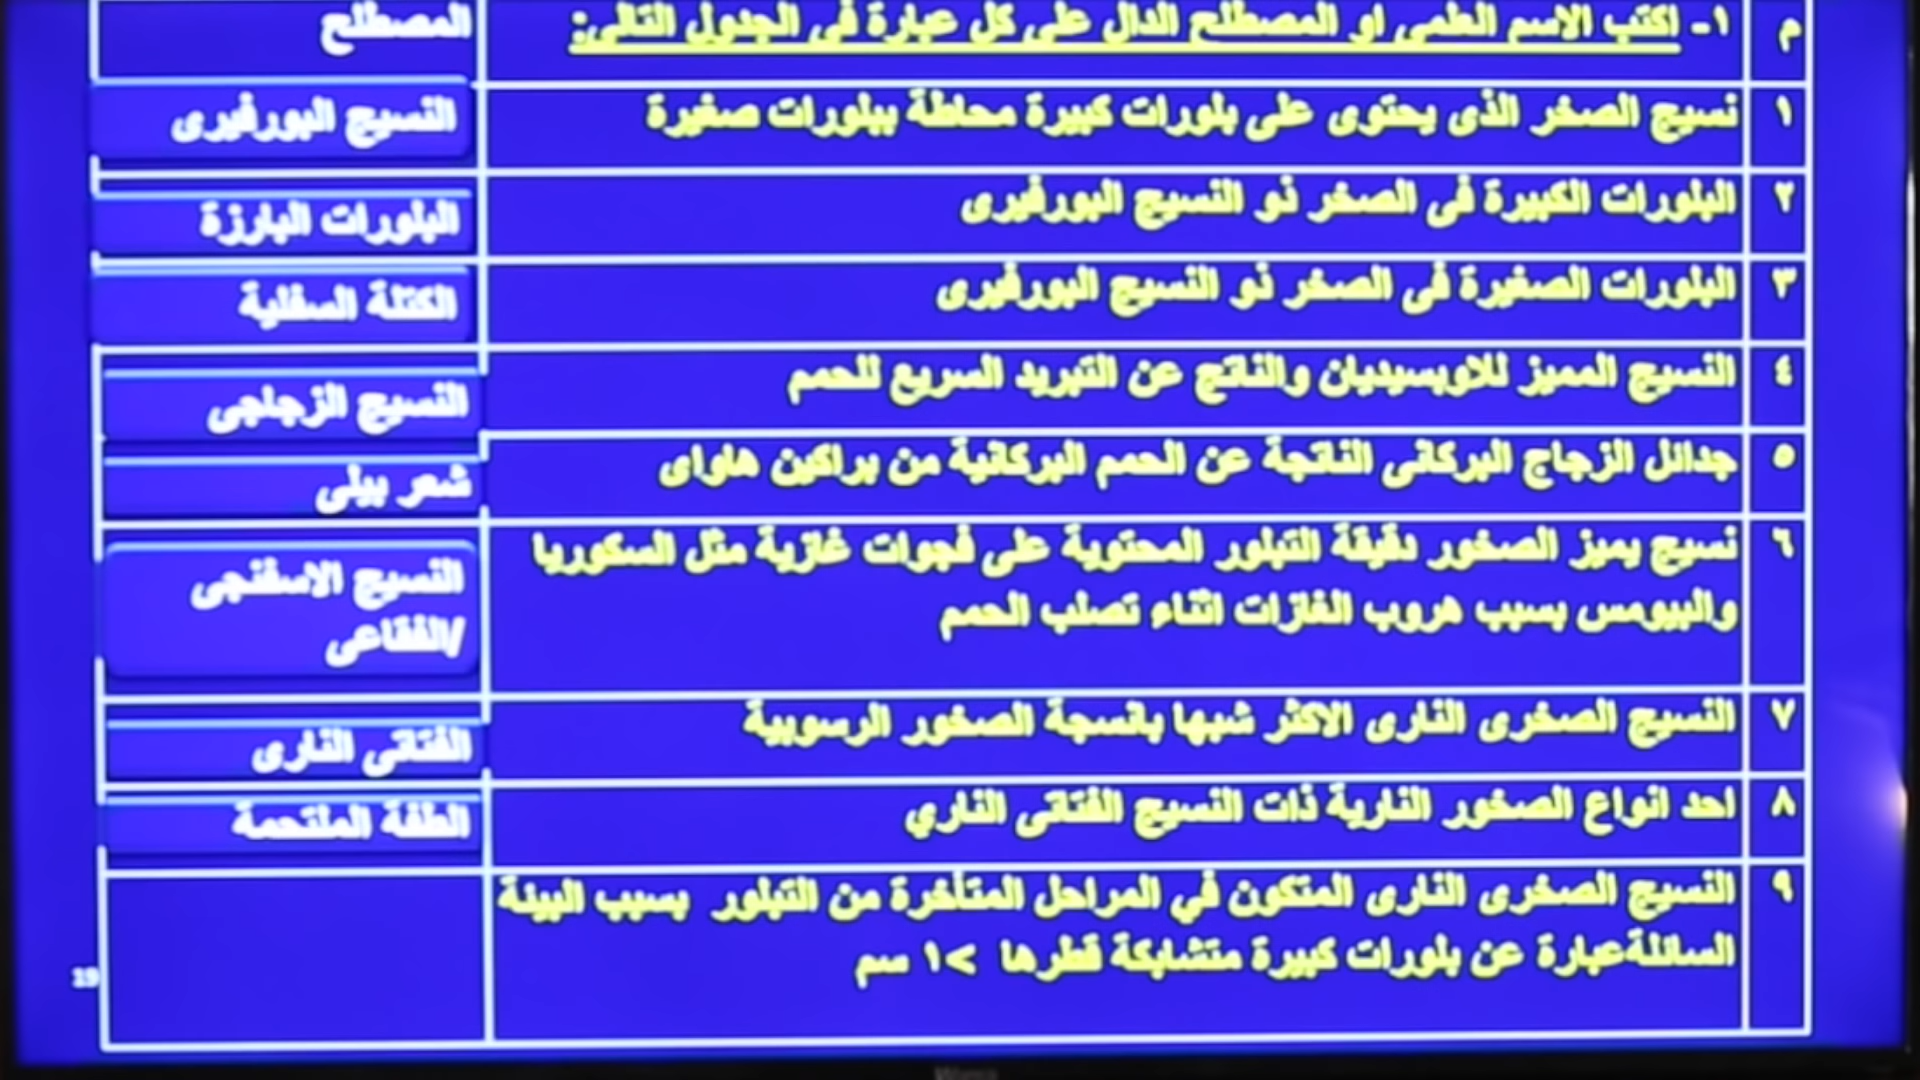 م ١- اكتب الاسم العلمى او المصطلح الدال على كل عبارة فى الجدول التالى: المصطلح
١ نسيج الصخر الذى يحتوى على بلورات كبيرة محاطة ببلورات صغيرة النسيج البورفيرى
٢ البلورات الكبيرة فى الصخر ذو النسيج البورفيرى البلورات البارزة
٣ البلورات الصغيرة فى الصخر ذو النسيج البورفيرى الكتلة السفلية
٤ النسيج المميز للاوبسيديان والناتج عن التبريد السريع للحمم النسيج الزجاجى
٥ جدائل الزجاج البركانى الناتجة عن الحمم البركانية من براكين هاواى شعر بيلى
٦ نسيج يميز الصخور دقيقة التبلور المحتوية على فجوات غازية مثل السكوريا
والبيومس بسبب هروب الغازات اثناء تصلب الحمم
النسيج الاسفنجى
/الفقاعى
٧ النسيج الصخرى النارى الاكثر شبها بانسجة الصخور الرسوبية الفتاتى النارى
٨ احد انواع الصخور النارية ذات النسيج الفتاتى الناري الطفة الملتحمة
٩ النسيج الصخرى النارى المتكون في المراحل المتأخرة من التبلور بسبب البيئة
السائلةعبارة عن بلورات كبيرة متشابكة قطرها >١ سم
19